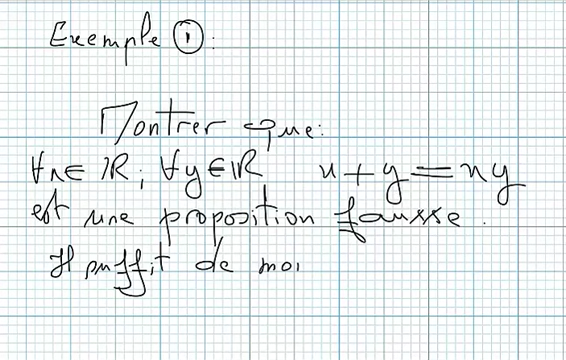 Exemple ①:
Montrer que:
∀x∈ℝ; ∀y∈ℝ x+y=xy
est une proposition fausse.
Il suffit de